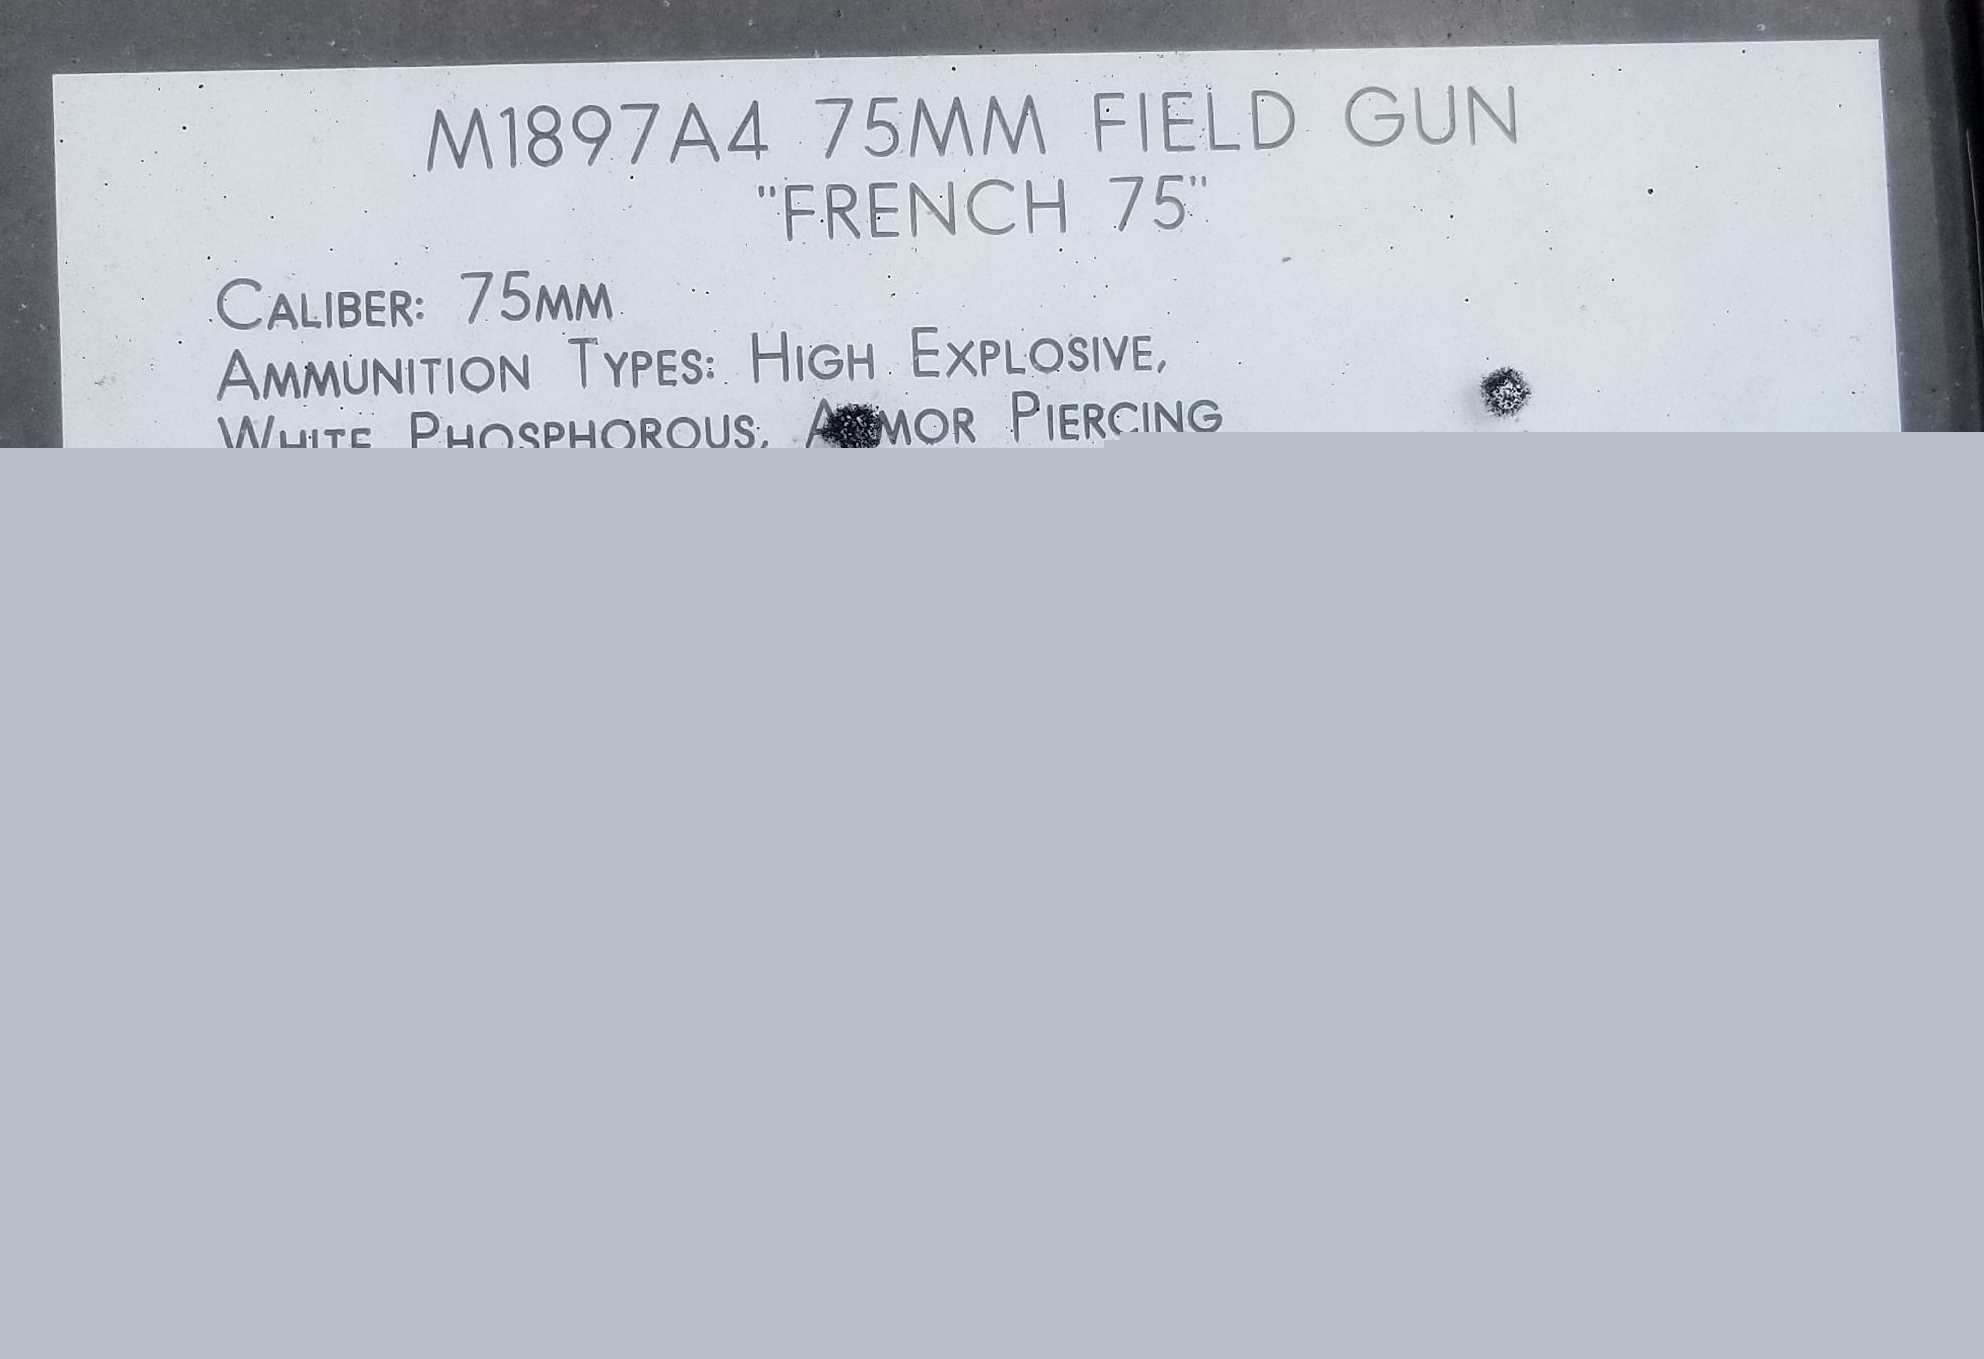 M1897A4 75MM FIELD GUN
"FRENCH 75"
CALIBER: 75MM
AMMUNITION TYPES: HIGH EXPLOSIVE,
WHITE PHOSPHOROUS, ARMOR PIERCING